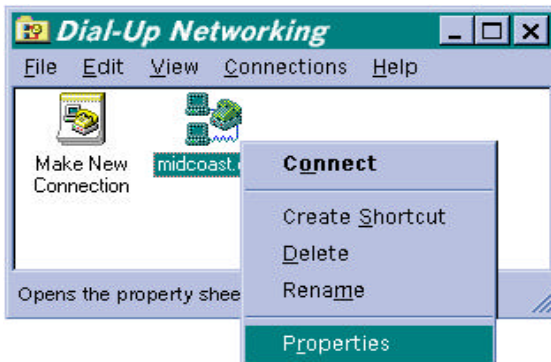 Dial-Up Networking
File Edit View Connections Help
Make New
Connection
midcoast.
Connect
Create Shortcut
Delete
Rename
Opens the property shee
Properties